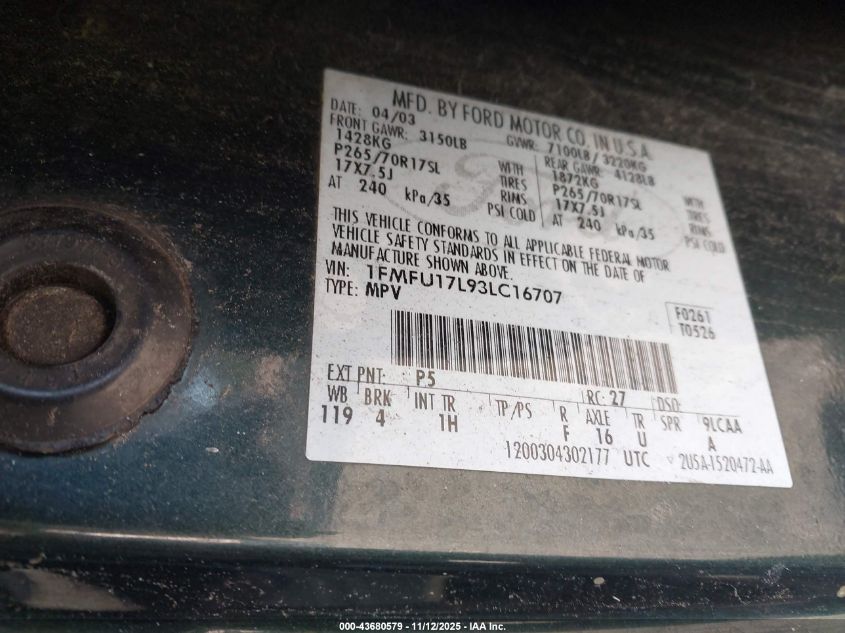 MFD. BY FORD MOTOR CO. IN U.S.A.
DATE: 04/03 GVWR: 7100LB / 3220KG
FRONT GAWR: 3150LB REAR GAWR: 4128LB
1428KG WITH 1872KG WITH
P265/70R17SL TIRES P265/70R17SL TIRES
17X7.5J RIMS 17X7.5J RIMS
AT 240 kPa/35 PSI COLD AT 240 kPa/35 PSI COLD
THIS VEHICLE CONFORMS TO ALL APPLICABLE FEDERAL MOTOR
VEHICLE SAFETY STANDARDS IN EFFECT ON THE DATE OF
MANUFACTURE SHOWN ABOVE.
VIN: 1FMFU17L93LC16707
TYPE: MPV
F0261
T0526
EXT PNT: P5 RC: 27 DSO:
WB BRK INT TR TP/PS R AXLE TR SPR 9LCAA
119 4 1H F 16 U A
1200304302177 UTC 2U5A-1520472-AA
000-43680579 — 11/12/2025 — IAA Inc.